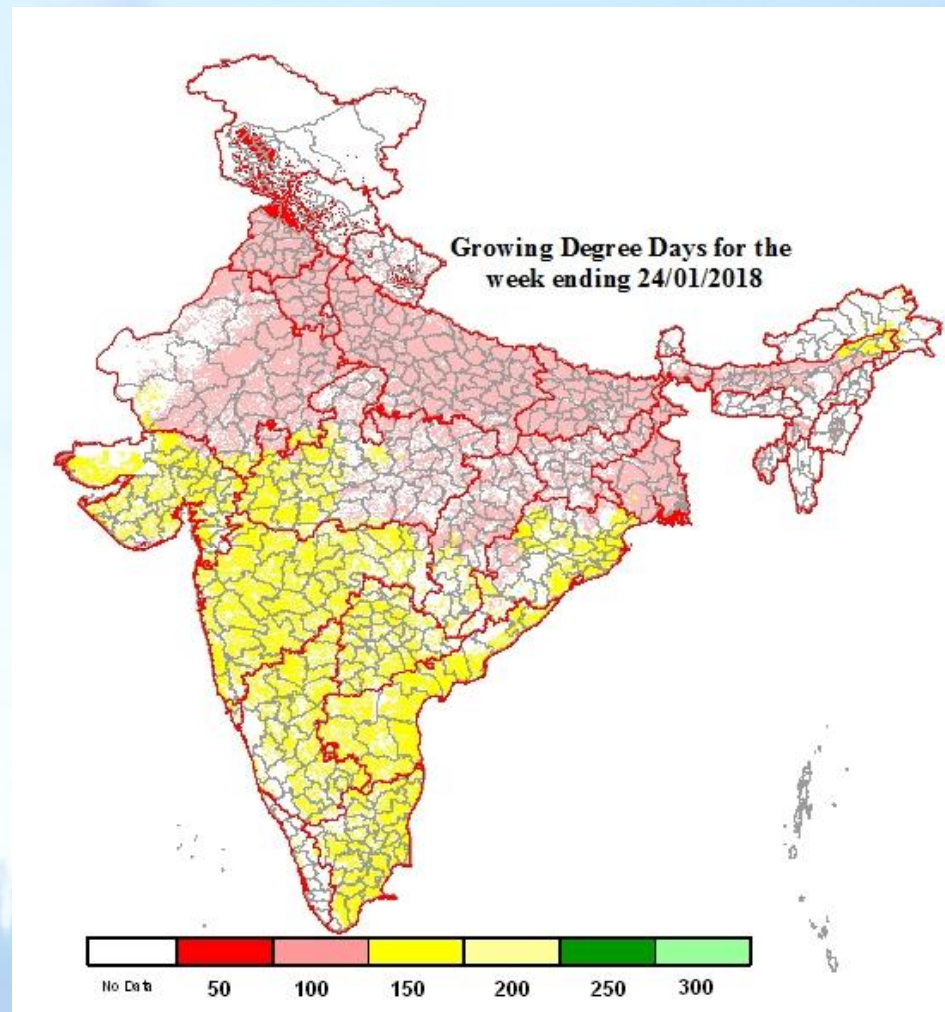 Growing Degree Days for the
week ending 24/01/2018
No Data 50 100 150 200 250 300